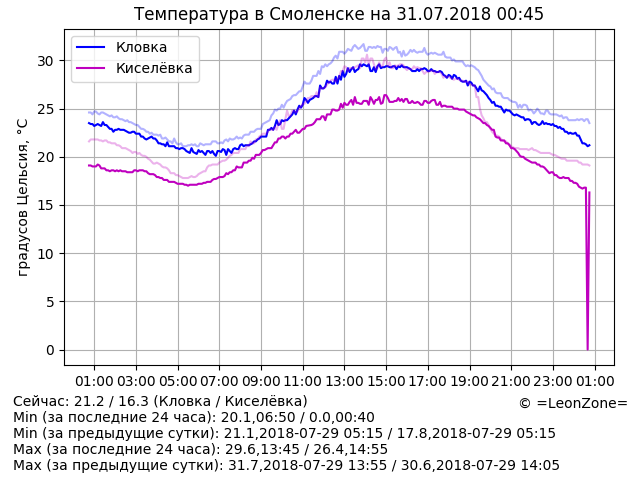 Температура в Смоленске на 31.07.2018 00:45
Кловка
Киселёвка
градусов Цельсия, °C
30
25
20
15
10
5
0
01:00 03:00 05:00 07:00 09:00 11:00 13:00 15:00 17:00 19:00 21:00 23:00 01:00
Сейчас: 21.2 / 16.3 (Кловка / Киселёвка)
© =LeonZone=
Min (за последние 24 часа): 20.1,06:50 / 0.0,00:40
Min (за предыдущие сутки): 21.1,2018-07-29 05:15 / 17.8,2018-07-29 05:15
Max (за последние 24 часа): 29.6,13:45 / 26.4,14:55
Max (за предыдущие сутки): 31.7,2018-07-29 13:55 / 30.6,2018-07-29 14:05